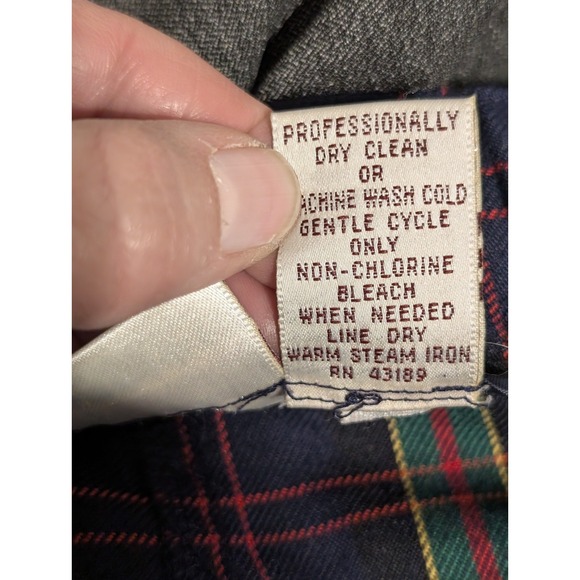 PROFESSIONALLY
DRY CLEAN
OR
ACHINE WASH COLD
GENTLE CYCLE
ONLY
NON-CHLORINE
BLEACH
WHEN NEEDED
LINE DRY
WARM STEAM IRON
RN 43189